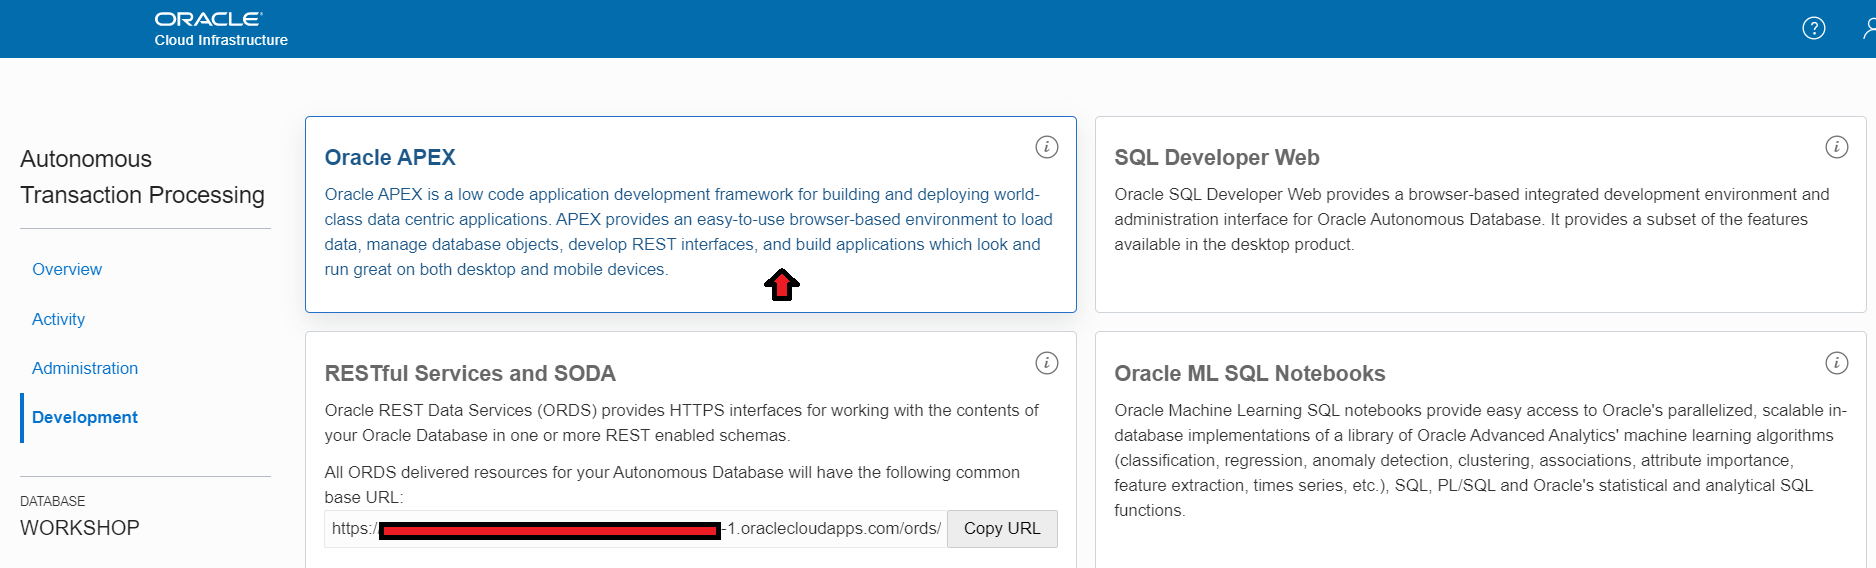 ORACLE
Cloud Infrastructure
Autonomous
Transaction Processing
Overview
Activity
Administration
Development
DATABASE
WORKSHOP
Oracle APEX
Oracle APEX is a low code application development framework for building and deploying world-
class data centric applications. APEX provides an easy-to-use browser-based environment to load
data, manage database objects, develop REST interfaces, and build applications which look and
run great on both desktop and mobile devices.
SQL Developer Web
Oracle SQL Developer Web provides a browser-based integrated development environment and
administration interface for Oracle Autonomous Database. It provides a subset of the features
available in the desktop product.
RESTful Services and SODA
Oracle REST Data Services (ORDS) provides HTTPS interfaces for working with the contents of
your Oracle Database in one or more REST enabled schemas.
All ORDS delivered resources for your Autonomous Database will have the following common
base URL:
https:/ -1.oraclecloudapps.com/ords/ Copy URL
Oracle ML SQL Notebooks
Oracle Machine Learning SQL notebooks provide easy access to Oracle's parallelized, scalable in-
database implementations of a library of Oracle Advanced Analytics' machine learning algorithms
(classification, regression, anomaly detection, clustering, associations, attribute importance,
feature extraction, times series, etc.), SQL, PL/SQL and Oracle's statistical and analytical SQL
functions.